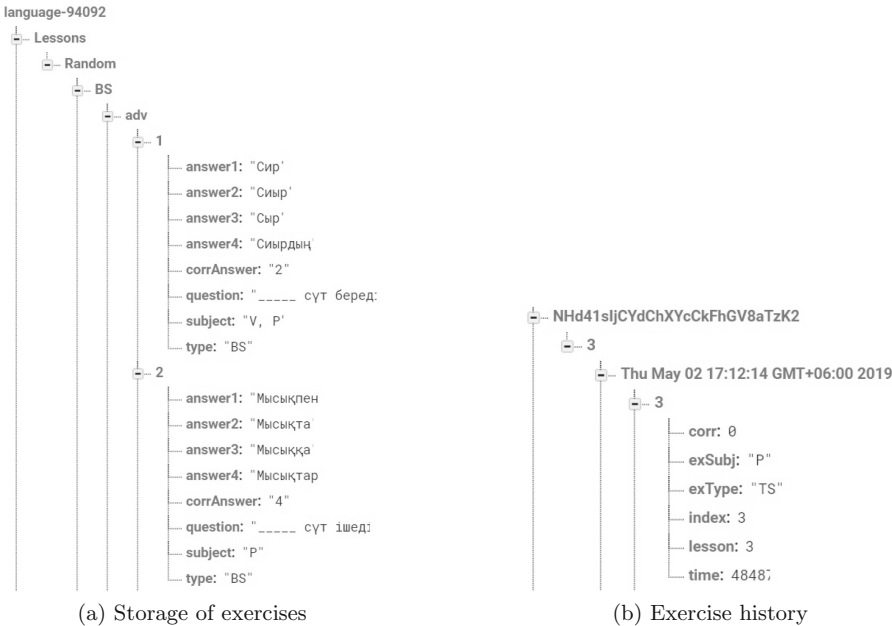 language-94092
Lessons
Random
BS
adv
1
answer1: "Сир'
answer2: "Сиыр'
answer3: "Сыр'
answer4: "Сиырдың
corrAnswer: "2"
question: "_____ сүт береді
subject: "V, P'
type: "BS"
2
answer1: "Мысықпен
answer2: "Мысықта
answer3: "Мысыққа
answer4: "Мысықтар
corrAnswer: "4"
question: "_____ сүт ішеді
subject: "P"
type: "BS"
(a) Storage of exercises
NHd41sIjCYdChXYcCkFhGV8aTzK2
3
Thu May 02 17:12:14 GMT+06:00 2019
3
corr: 0
exSubj: "P"
exType: "TS"
index: 3
lesson: 3
time: 48487
(b) Exercise history